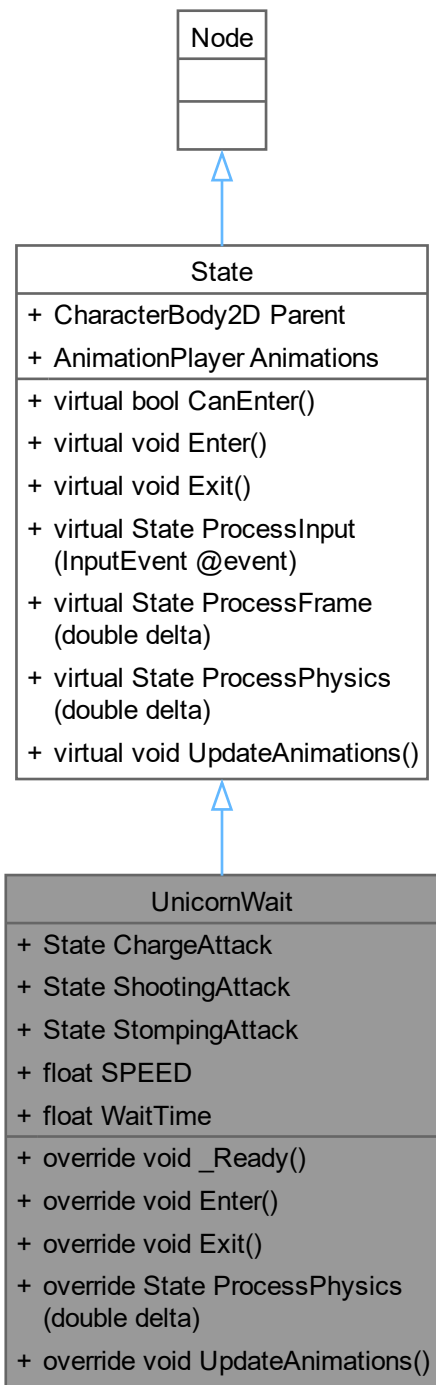 Node
State
+ CharacterBody2D Parent
+ AnimationPlayer Animations
+ virtual bool CanEnter()
+ virtual void Enter()
+ virtual void Exit()
+ virtual State ProcessInput
(InputEvent @event)
+ virtual State ProcessFrame
(double delta)
+ virtual State ProcessPhysics
(double delta)
+ virtual void UpdateAnimations()
UnicornWait
+ State ChargeAttack
+ State ShootingAttack
+ State StompingAttack
+ float SPEED
+ float WaitTime
+ override void _Ready()
+ override void Enter()
+ override void Exit()
+ override State ProcessPhysics
(double delta)
+ override void UpdateAnimations()